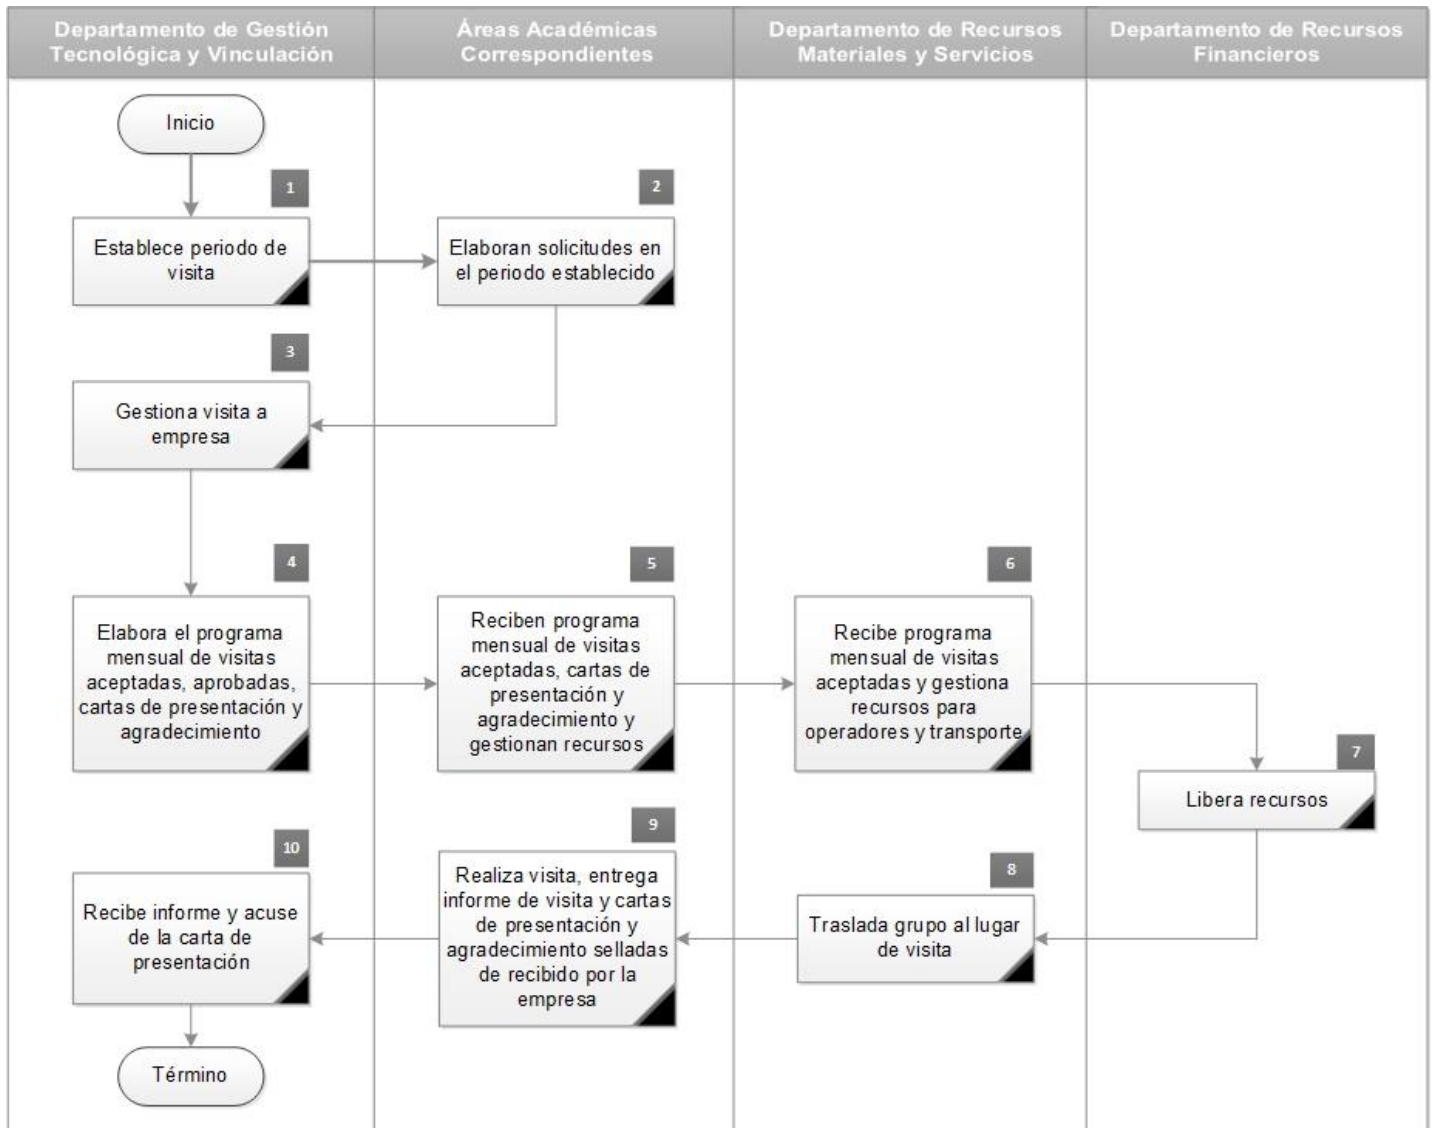 Departamento de Gestión
Tecnológica y Vinculación
Áreas Académicas
Correspondientes
Departamento de Recursos
Materiales y Servicios
Departamento de Recursos
Financieros
Inicio
1
Establece periodo de
visita
2
Elaboran solicitudes en
el periodo establecido
3
Gestiona visita a
empresa
4
Elabora el programa
mensual de visitas
aceptadas, aprobadas,
cartas de presentación y
agradecimiento
5
Reciben programa
mensual de visitas
aceptadas, cartas de
presentación y
agradecimiento y
gestionan recursos
6
Recibe programa
mensual de visitas
aceptadas y gestiona
recursos para
operadores y transporte
7
Libera recursos
8
Traslada grupo al lugar
de visita
9
Realiza visita, entrega
informe de visita y cartas
de presentación y
agradecimiento selladas
de recibido por la
empresa
10
Recibe informe y acuse
de la carta de
presentación
Término